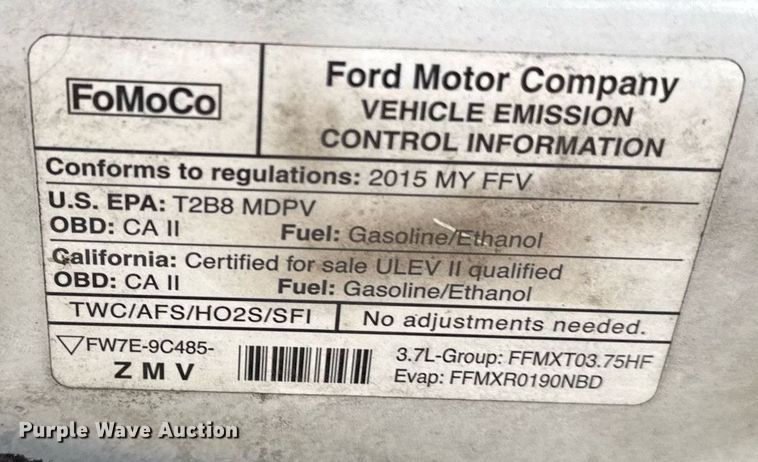 FoMoCo
Ford Motor Company
VEHICLE EMISSION
CONTROL INFORMATION
Conforms to regulations: 2015 MY FFV
U.S. EPA: T2B8 MDPV
OBD: CA II Fuel: Gasoline/Ethanol
California: Certified for sale ULEV II qualified
OBD: CA II Fuel: Gasoline/Ethanol
TWC/AFS/HO2S/SFI No adjustments needed.
FW7E-9C485-
Z M V
3.7L-Group: FFMXT03.75HF
Evap: FFMXR0190NBD
Purple Wave Auction